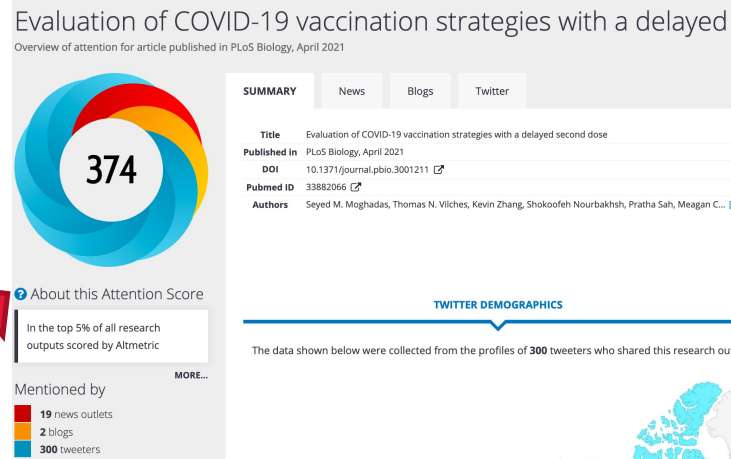 Evaluation of COVID-19 vaccination strategies with a delayed
Overview of attention for article published in PLoS Biology, April 2021
374
SUMMARY News Blogs Twitter
Title Evaluation of COVID-19 vaccination strategies with a delayed second dose
Published in PLoS Biology, April 2021
DOI 10.1371/journal.pbio.3001211
Pubmed ID 33882066
Authors Seyed M. Moghadas, Thomas N. Vilches, Kevin Zhang, Shokoofeh Nourbakhsh, Pratha Sah, Meagan C...
? About this Attention Score
In the top 5% of all research
outputs scored by Altmetric
MORE...
Mentioned by
19 news outlets
2 blogs
300 tweeters
TWITTER DEMOGRAPHICS
The data shown below were collected from the profiles of 300 tweeters who shared this research ou